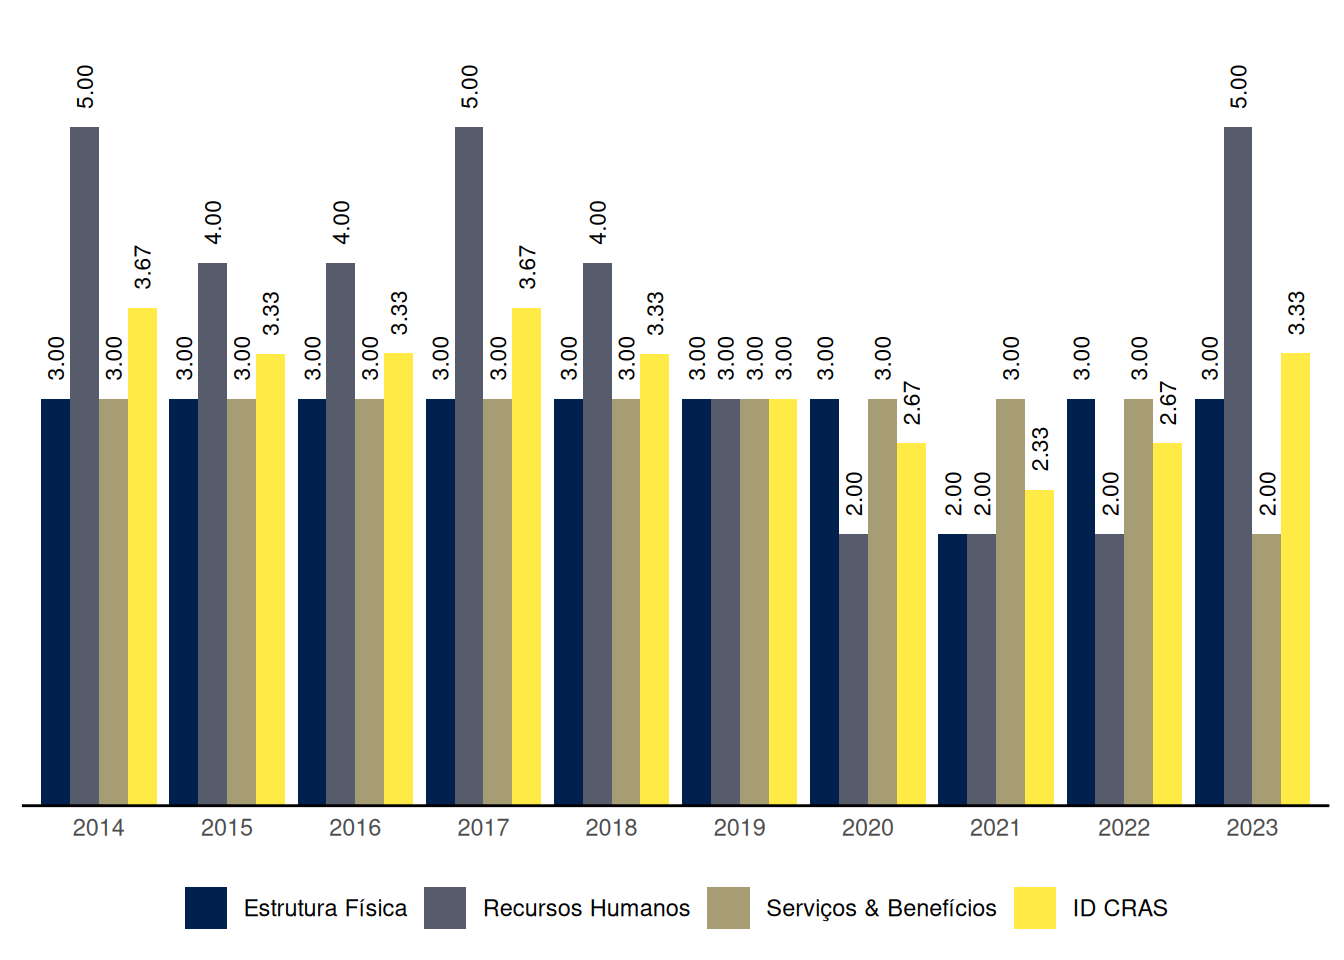 3.00 5.00 3.00 3.67 3.00 4.00 3.00 3.33 3.00 4.00 3.00 3.33 3.00 5.00 3.00 3.67 3.00 4.00 3.00 3.33 3.00 3.00 3.00 3.00 3.00 2.00 3.00 2.67 2.00 2.00 3.00 2.33 3.00 2.00 3.00 2.67 3.00 5.00 2.00 3.33
2014 2015 2016 2017 2018 2019 2020 2021 2022 2023
Estrutura Física Recursos Humanos Serviços & Benefícios ID CRAS